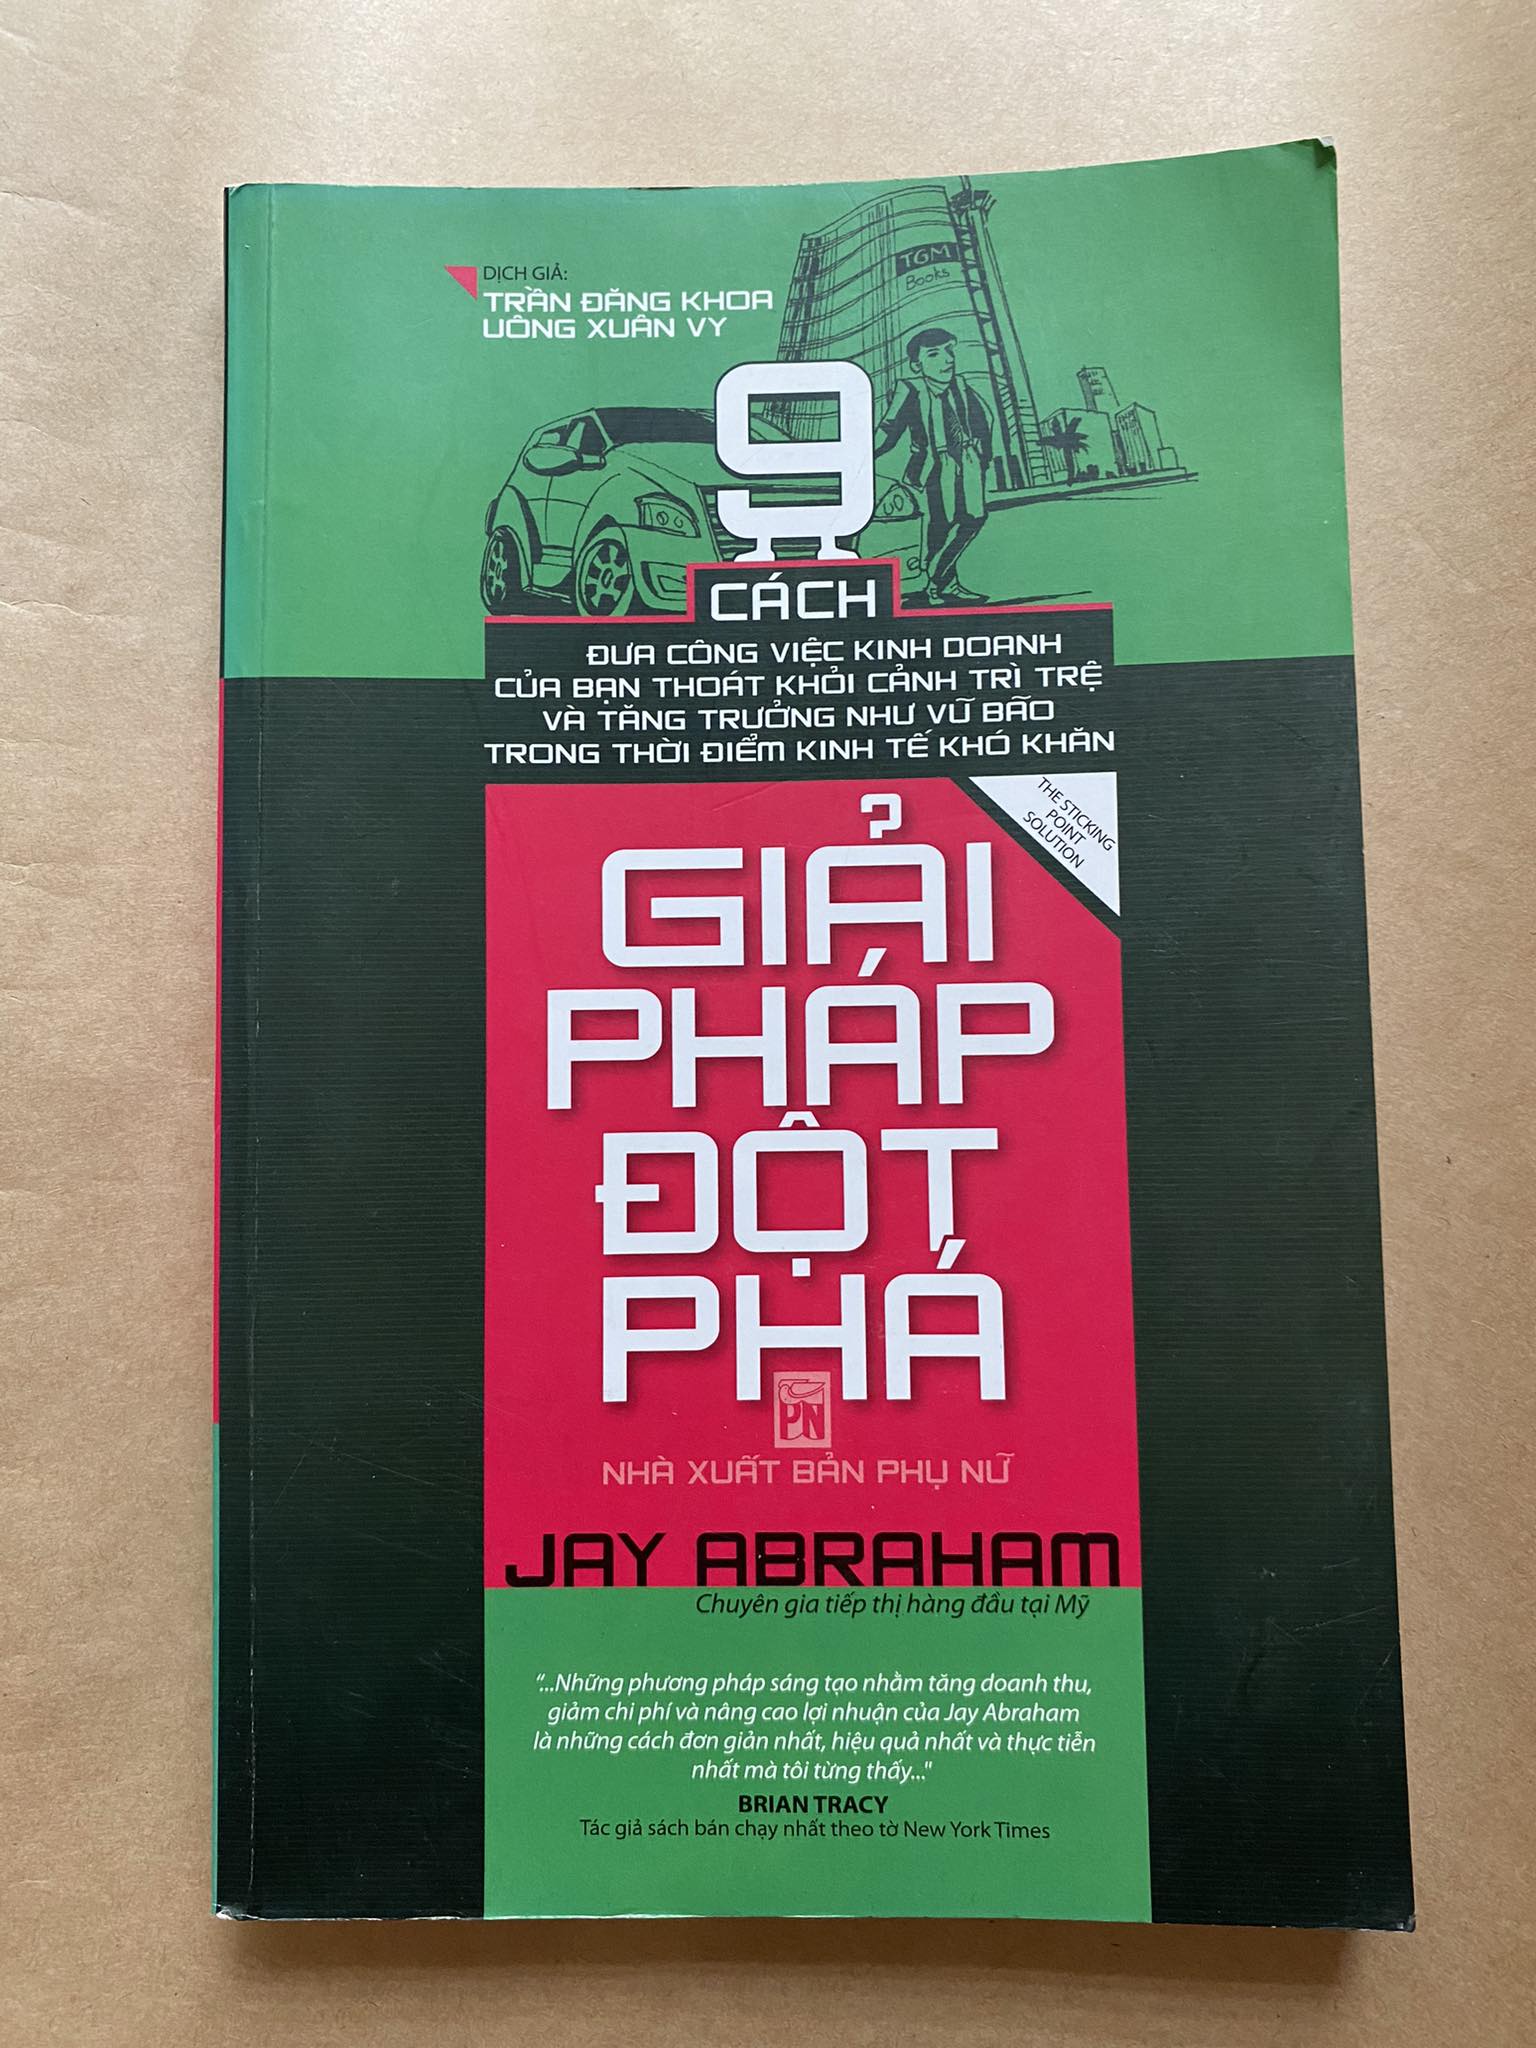 DỊCH GIẢ:
TRẦN ĐĂNG KHOA
UÔNG XUÂN VY
TGM
Books
9
CÁCH
ĐƯA CÔNG VIỆC KINH DOANH
CỦA BẠN THOÁT KHỎI CẢNH TRÌ TRỆ
VÀ TĂNG TRƯỞNG NHƯ VŨ BÃO
TRONG THỜI ĐIỂM KINH TẾ KHÓ KHĂN
THE STICKING
POINT
SOLUTION
GIẢI
PHÁP
ĐỘT
PHÁ
PN
NHÀ XUẤT BẢN PHỤ NỮ
JAY ABRAHAM
Chuyên gia tiếp thị hàng đầu tại Mỹ
“...Những phương pháp sáng tạo nhằm tăng doanh thu,
giảm chi phí và nâng cao lợi nhuận của Jay Abraham
là những cách đơn giản nhất, hiệu quả nhất và thực tiễn
nhất mà tôi từng thấy..."
BRIAN TRACY
Tác giả sách bán chạy nhất theo tờ New York Times